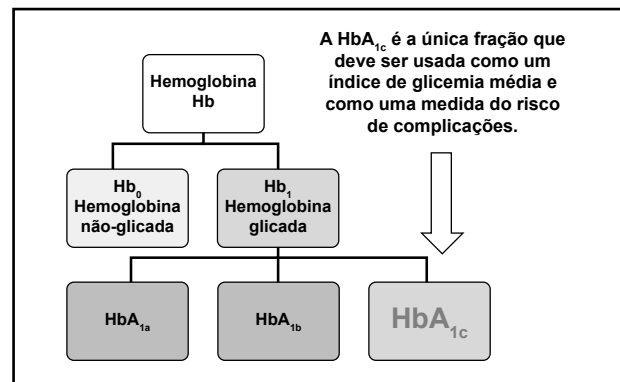 A HbA1c é a única fração que
deve ser usada como um
índice de glicemia média e
como uma medida do risco
de complicações.
Hemoglobina
Hb
Hb0
Hemoglobina
não-glicada
Hb1
Hemoglobina
glicada
HbA1a
HbA1b
HbA1c